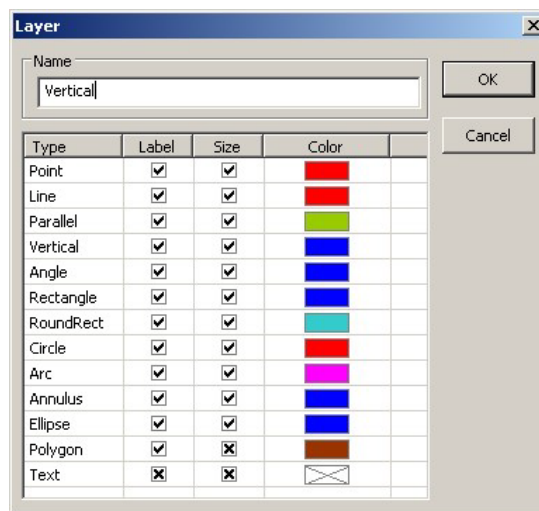 Layer
Name
Vertical
OK
Cancel
Type Label Size Color
Point
Line
Parallel
Vertical
Angle
Rectangle
RoundRect
Circle
Arc
Annulus
Ellipse
Polygon
Text